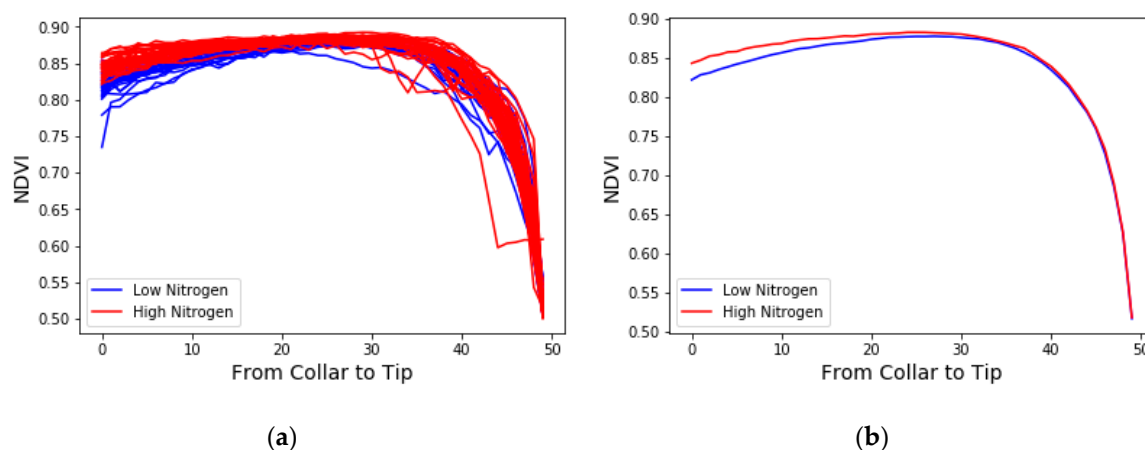 0.90
0.85
0.80
0.75
0.70
0.65
0.60
0.55
0.50
NDVI
0 10 20 30 40 50
From Collar to Tip
Low Nitrogen
High Nitrogen
(a)
0.90
0.85
0.80
0.75
0.70
0.65
0.60
0.55
0.50
NDVI
0 10 20 30 40 50
From Collar to Tip
Low Nitrogen
High Nitrogen
(b)